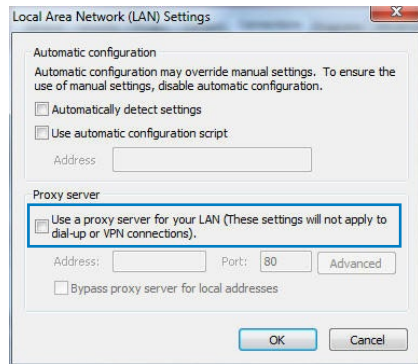 Local Area Network (LAN) Settings
Automatic configuration
Automatic configuration may override manual settings. To ensure the
use of manual settings, disable automatic configuration.
Automatically detect settings
Use automatic configuration script
Address
Proxy server
Use a proxy server for your LAN (These settings will not apply to
dial-up or VPN connections).
Address: Port: 80 Advanced
Bypass proxy server for local addresses
OK Cancel